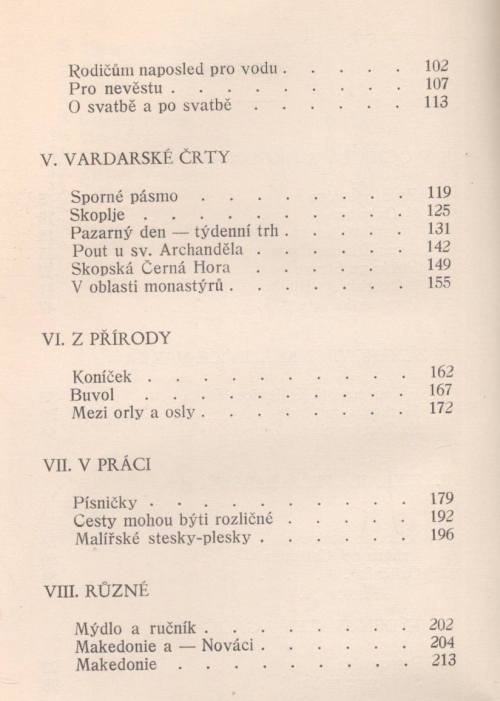 Rodičům naposled pro vodu . . . . . 102
Pro nevěstu . . . . . . . . 107
O svatbě a po svatbě . . . . . . 113
V. VARDARSKÉ ČRTY
Sporné pásmo . . . . . . . 119
Skoplje . . . . . . . . . 125
Pazarný den — týdenní trh . . . . . 131
Pout u sv. Archanděla . . . . . . 142
Skopská Černá Hora . . . . . . 149
V oblasti monastýrů . . . . . . . 155
VI. Z PŘÍRODY
Koníček . . . . . . . . . . 162
Buvol . . . . . . . . . . 167
Mezi orly a osly . . . . . . . . 172
VII. V PRÁCI
Písničky . . . . . . . . . 179
Cesty mohou býti rozličné . . . . . 192
Malířské stesky-plesky . . . . . . 196
VIII. RŮZNÉ
Mýdlo a ručník . . . . . . . . 202
Makedonie a — Nováci . . . . . . 204
Makedonie . . . . . . . . . 213